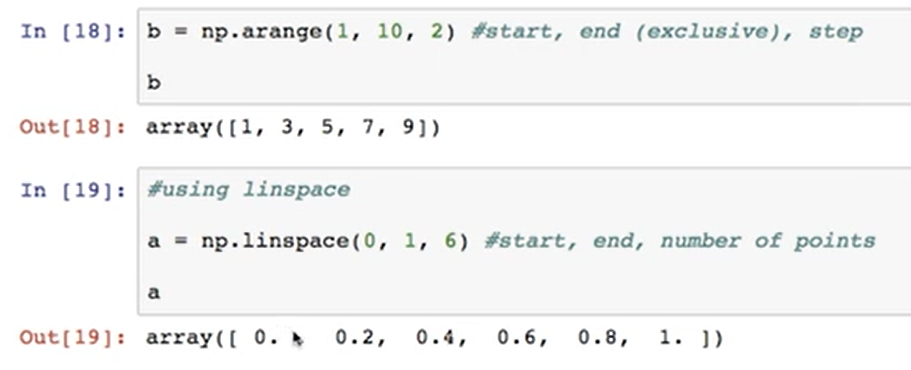 In [18]: b = np.arange(1, 10, 2) #start, end (exclusive), step
b
Out[18]: array([1, 3, 5, 7, 9])
In [19]: #using linspace
a = np.linspace(0, 1, 6) #start, end, number of points
a
Out[19]: array([ 0. 0.2, 0.4, 0.6, 0.8, 1. ])